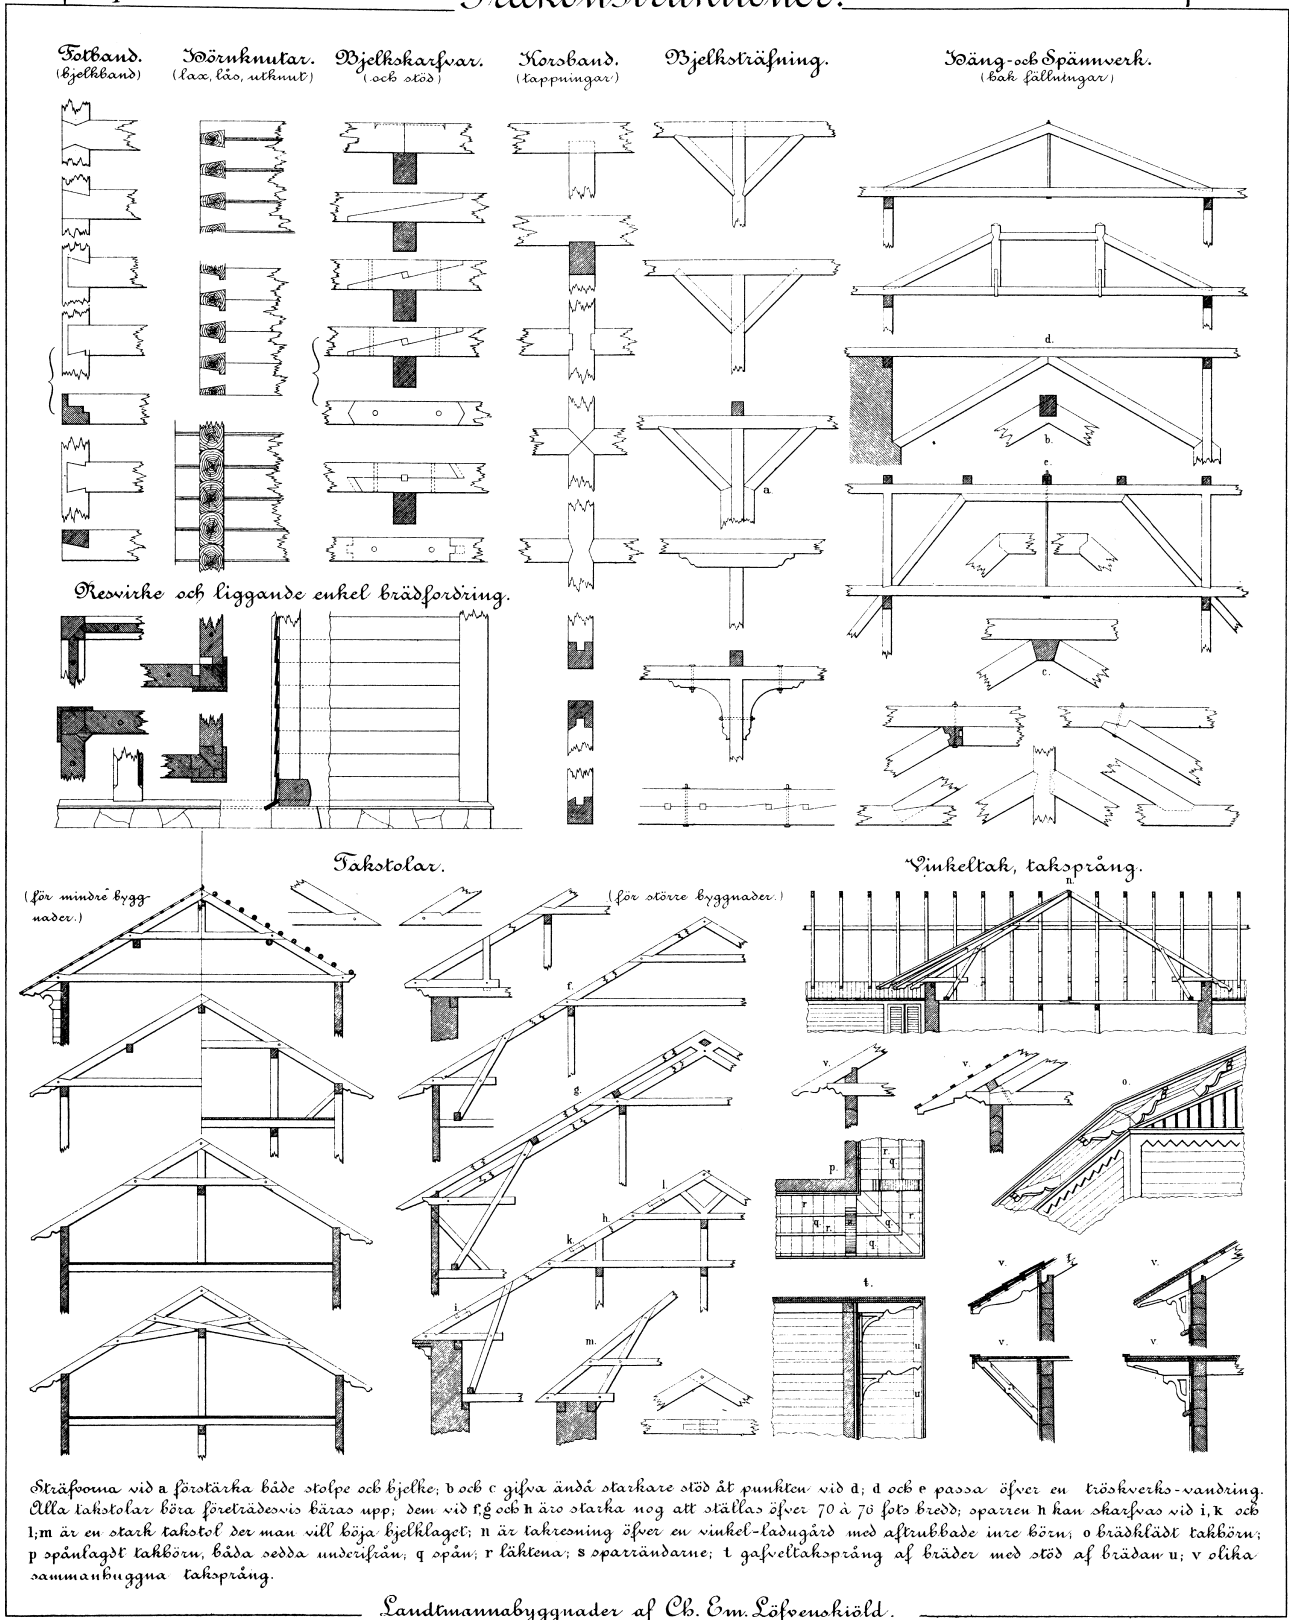 Träkonstruktioner.
Fotband.
(bjelkband)
Hörnknutar.
(lax, lås, utknut)
Bjelkskarfvar.
(och stöd)
Korsband.
(tappningar)
Bjelksträfning.
Häng- och Spännverk.
(bak fällningar)
d.
b.
e.
a.
c.
Resvirke och liggande enkel brädfordring.
Takstolar.
(för mindre bygg-
nader.)
(för större byggnader.)
Vinkeltak, taksprång.
n.
f.
g.
v.
v.
o.
p.
r.
q.
r
q.
r.
s
q
r.
q.
l.
h.
k.
i.
m.
t.
u
u
v.
t.
v.
v.
v.
Sträfvorna vid a förstärka både stolpe och bjelke; b och c gifva ändå starkare stöd åt punkten vid d; d och e passa öfver en tröskverks-vandring.
Alla takstolar böra företrädesvis bäras upp; dem vid f, g och h äro starka nog att ställas öfver 70 à 76 fots bredd; sparren h kan skarfvas vid i, k och
l; m är en stark takstol der man vill höja bjelklaget; n är takresning öfver en vinkel-ladugård med aftrubbade inre hörn; o brädklädt takhörn;
p spånlagdt takhörn, båda sedda underifrån; q spån; r läktena; s sparrändarne; t gafveltaksprång af bräder med stöd af brädan u; v olika
sammanhuggna taksprång.
Landtmannabyggnader af Ch. Em. Löfvenskiöld.